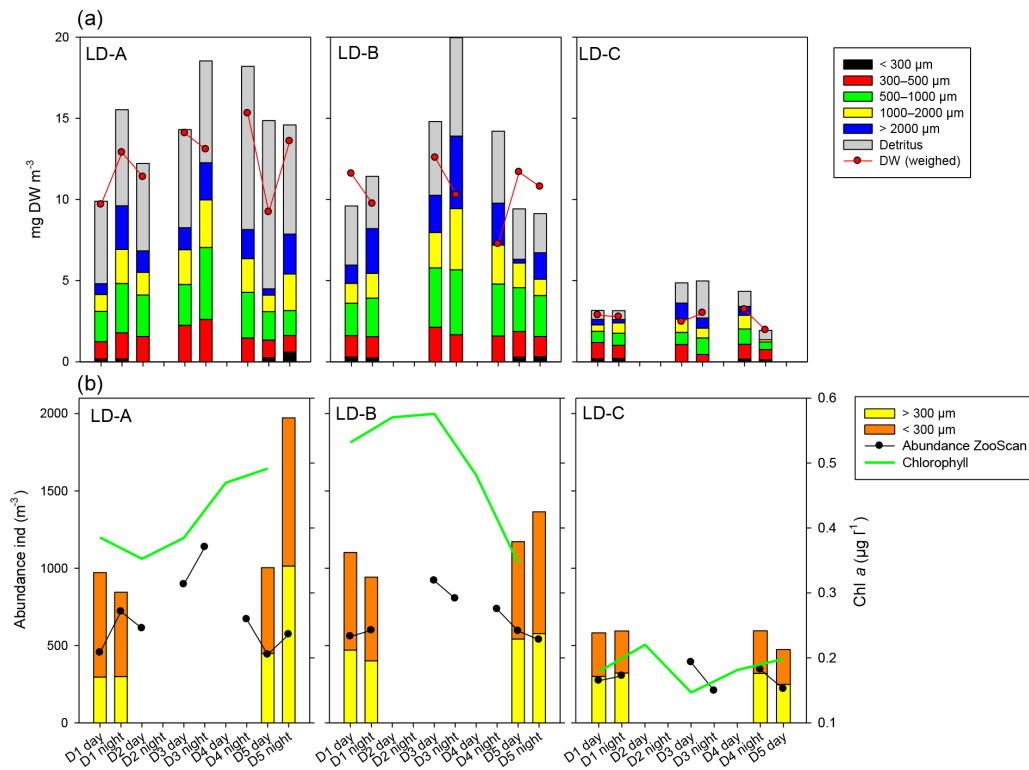 (a)
LD-A
LD-B
LD-C
20
15
10
5
0
mg DW m-3
< 300 µm
300–500 µm
500–1000 µm
1000–2000 µm
> 2000 µm
Detritus
DW (weighed)
(b)
LD-A
LD-B
LD-C
2000
1500
1000
500
0
Abundance ind (m-3)
0.6
0.5
0.4
0.3
0.2
0.1
Chl a (µg l-1)
> 300 µm
< 300 µm
Abundance ZooScan
Chlorophyll
D1 day
D1 night
D2 day
D2 night
D3 day
D3 night
D4 day
D4 night
D5 day
D5 night
D1 day
D1 night
D2 day
D2 night
D3 day
D3 night
D4 day
D4 night
D5 day
D5 night
D1 day
D1 night
D2 day
D2 night
D3 day
D3 night
D4 day
D4 night
D5 day